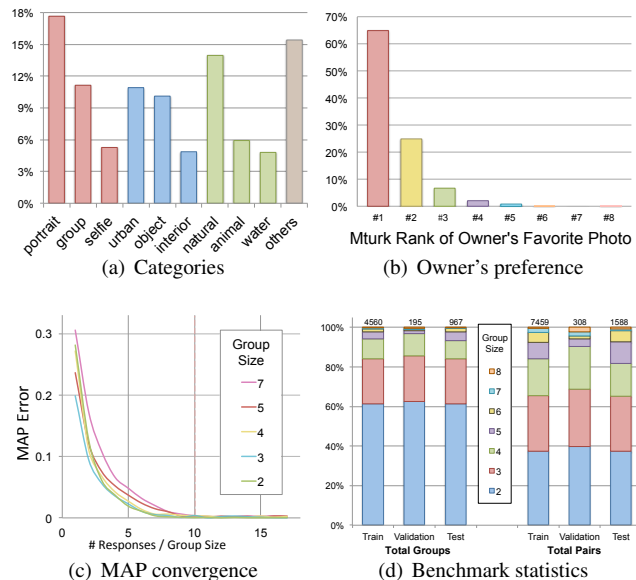 18%
15%
12%
9%
6%
3%
0%
portrait
group
selfie
urban
object
interior
natural
animal
water
others
(a) Categories
70%
60%
50%
40%
30%
20%
10%
0%
#1 #2 #3 #4 #5 #6 #7 #8
Mturk Rank of Owner's Favorite Photo
(b) Owner's preference
MAP Error
0.3
0.2
0.1
0
0 5 10 15
# Responses / Group Size
Group
Size
7
5
4
3
2
(c) MAP convergence
4560 195 967 7459 308 1588
100%
80%
60%
40%
20%
0%
Group
Size
8
7
6
5
4
3
2
Train Validation Test Train Validation Test
Total Groups Total Pairs
(d) Benchmark statistics